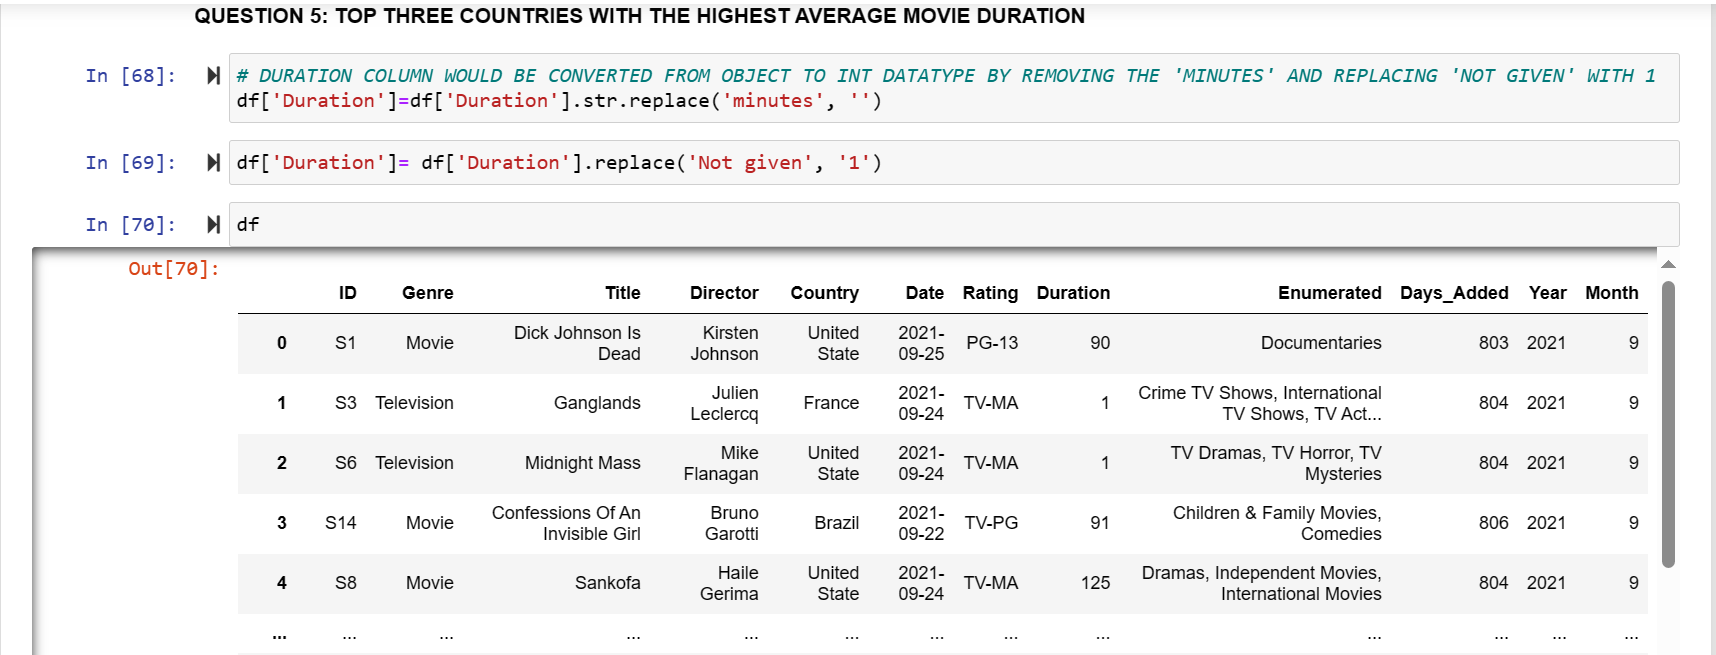 QUESTION 5: TOP THREE COUNTRIES WITH THE HIGHEST AVERAGE MOVIE DURATION
In [68]: # DURATION COLUMN WOULD BE CONVERTED FROM OBJECT TO INT DATATYPE BY REMOVING THE 'MINUTES' AND REPLACING 'NOT GIVEN' WITH 1
df['Duration']=df['Duration'].str.replace('minutes', '')
In [69]: df['Duration']= df['Duration'].replace('Not given', '1')
In [70]: df
Out[70]:
ID Genre Title Director Country Date Rating Duration Enumerated Days_Added Year Month
0 S1 Movie Dick Johnson Is Dead Kirsten Johnson United State 2021-09-25 PG-13 90 Documentaries 803 2021 9
1 S3 Television Ganglands Julien Leclercq France 2021-09-24 TV-MA 1 Crime TV Shows, International TV Shows, TV Act... 804 2021 9
2 S6 Television Midnight Mass Mike Flanagan United State 2021-09-24 TV-MA 1 TV Dramas, TV Horror, TV Mysteries 804 2021 9
3 S14 Movie Confessions Of An Invisible Girl Bruno Garotti Brazil 2021-09-22 TV-PG 91 Children & Family Movies, Comedies 806 2021 9
4 S8 Movie Sankofa Haile Gerima United State 2021-09-24 TV-MA 125 Dramas, Independent Movies, International Movies 804 2021 9
... ... ... ... ... ... ... ... ... ... ... ... ...